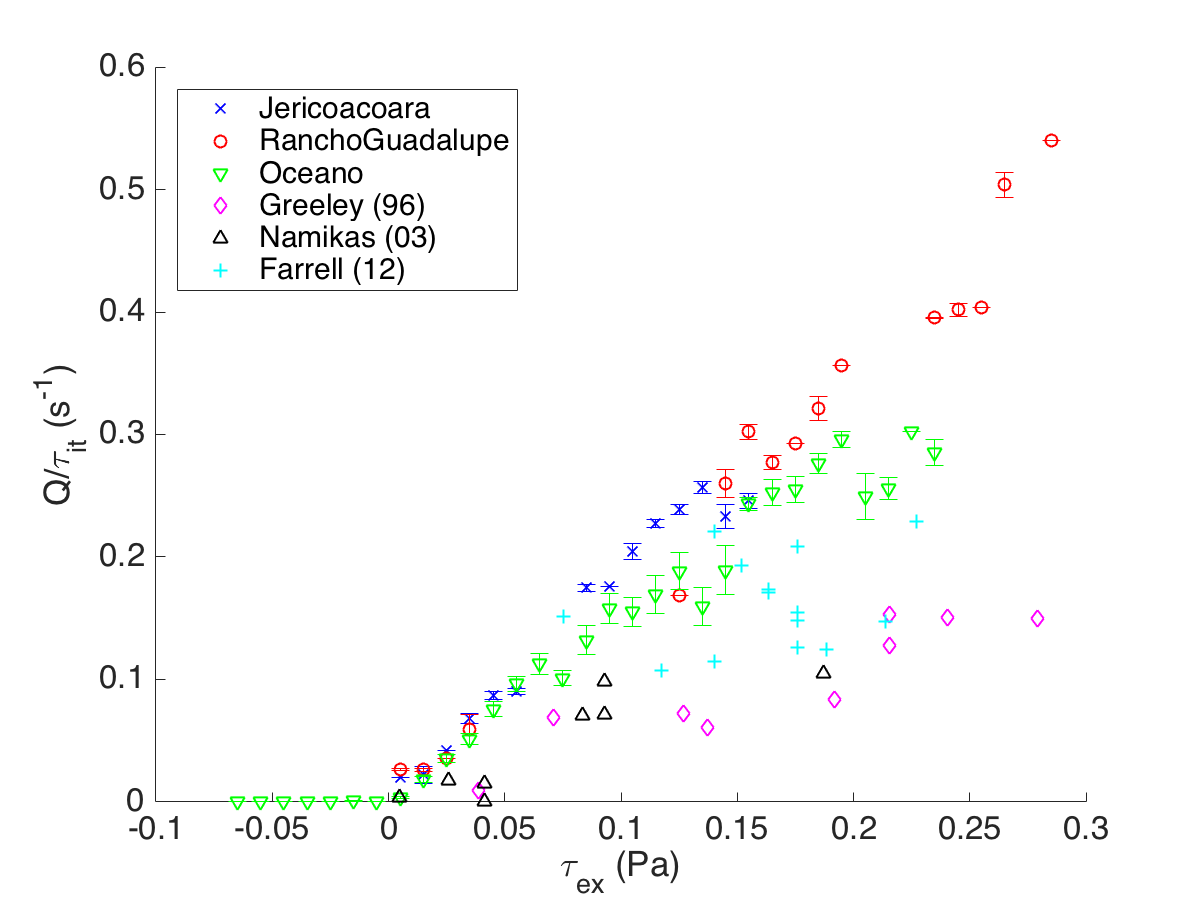 0.6
0.5
0.4
0.3
0.2
0.1
0
Q/τit (s-1)
Jericoacoara
RanchoGuadalupe
Oceano
Greeley (96)
Namikas (03)
Farrell (12)
-0.1 -0.05 0 0.05 0.1 0.15 0.2 0.25 0.3
τex (Pa)